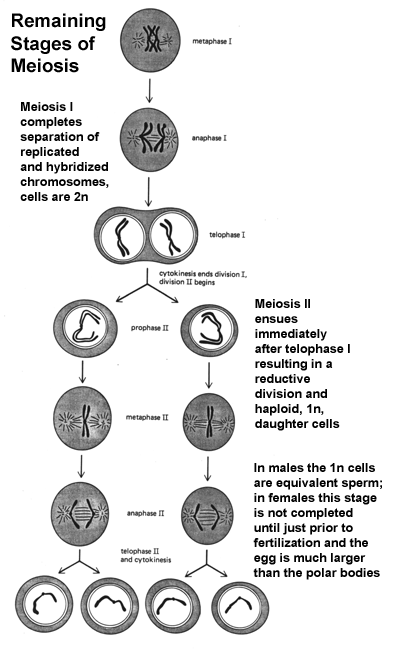 Remaining
Stages of
Meiosis
metaphase I
Meiosis I
completes
separation of
replicated
and hybridized
chromosomes,
cells are 2n
anaphase I
telophase I
cytokinesis ends division I,
division II begins
prophase II
Meiosis II
ensues
immediately
after telophase I
resulting in a
reductive
division and
haploid, 1n,
daughter cells
metaphase II
In males the 1n cells
are equivalent sperm;
in females this stage
is not completed
until just prior to
fertilization and the
egg is much larger
than the polar bodies
anaphase II
telophase II
and cytokinesis